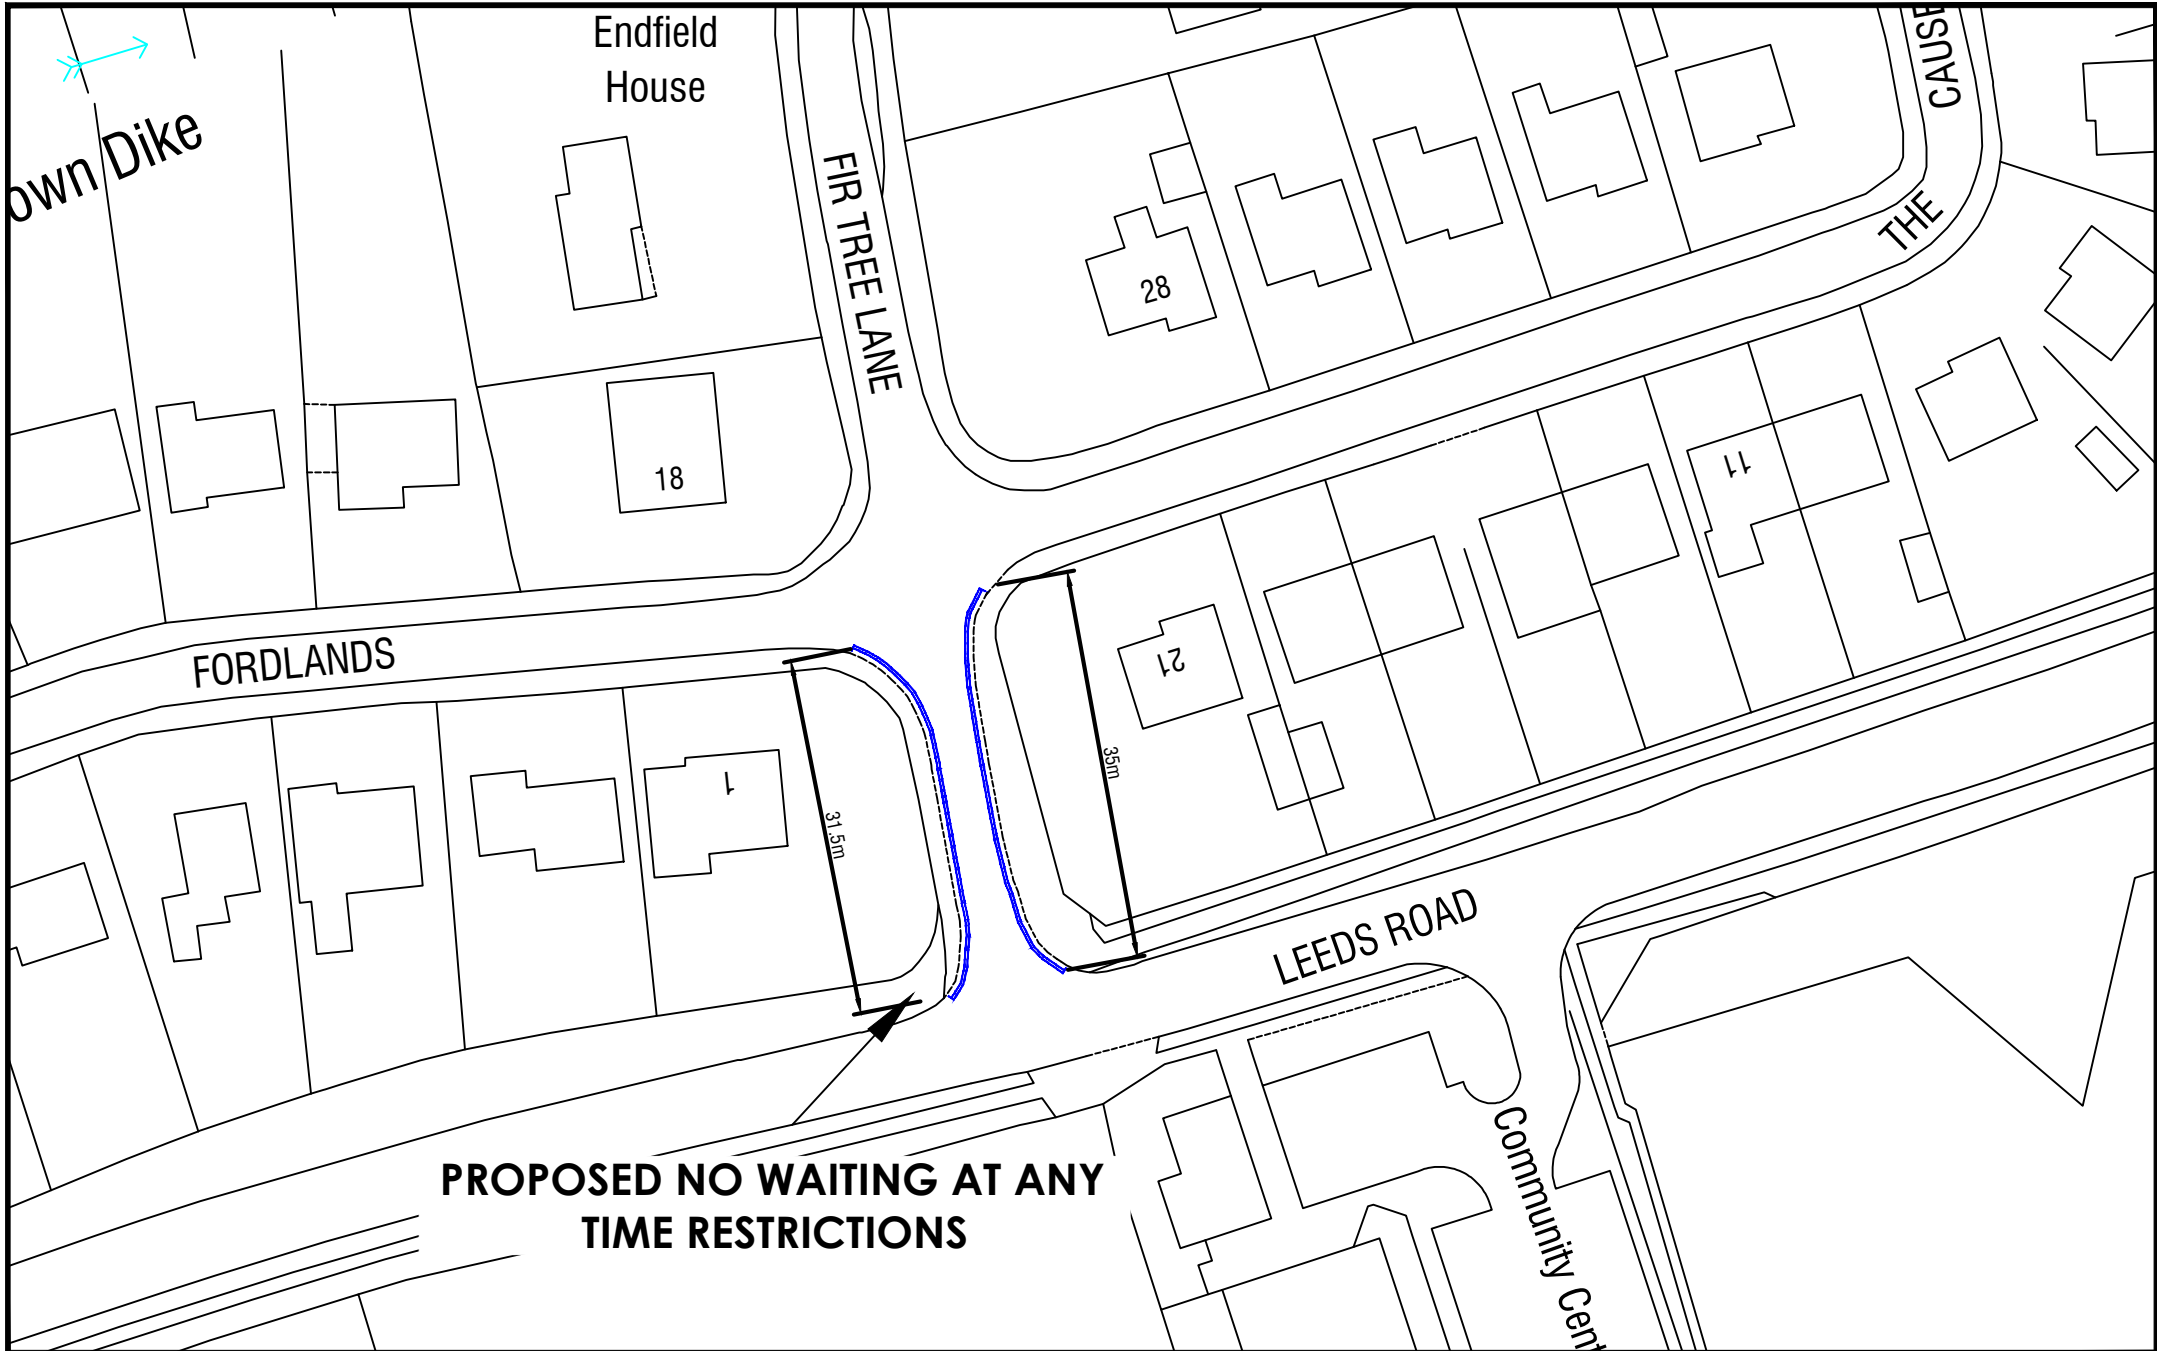 Endfield
House
CAUSE
own Dike
FIR TREE LANE
THE
28
18
11
FORDLANDS
21
35m
1
31.5m
LEEDS ROAD
Community Cent
PROPOSED NO WAITING AT ANY
TIME RESTRICTIONS